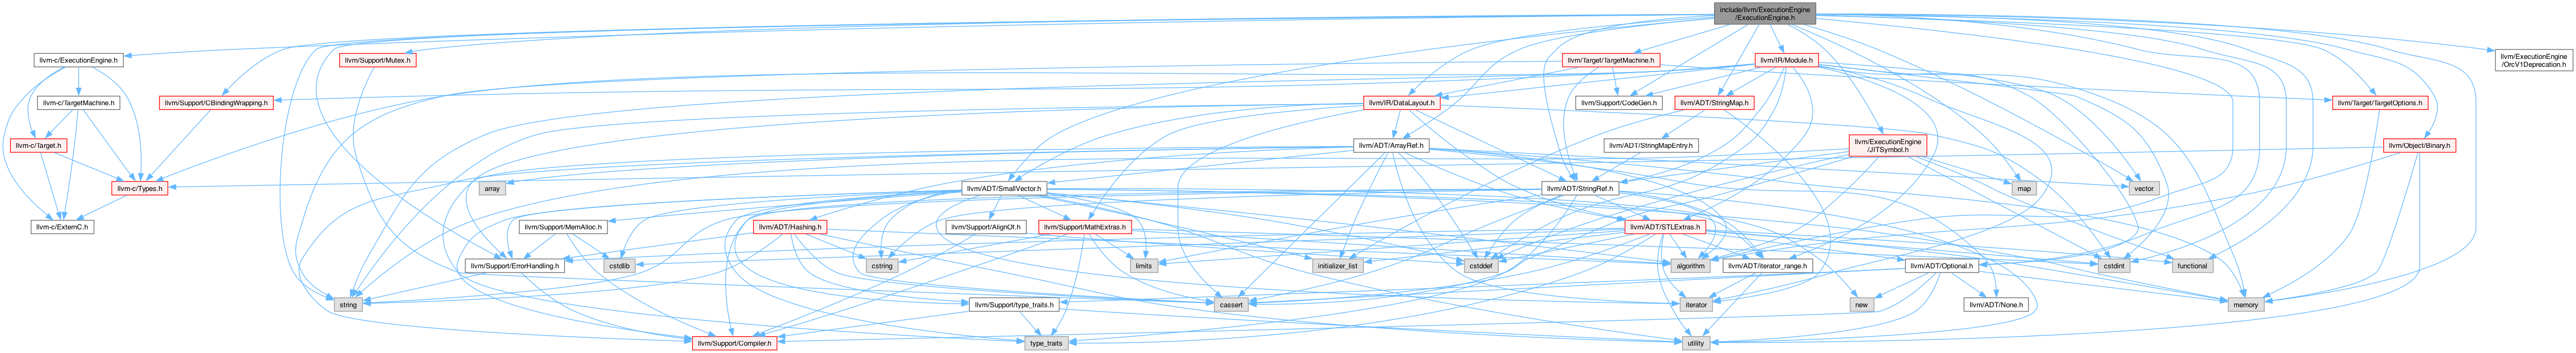 include/llvm/ExecutionEngine
/ExecutionEngine.h
llvm-c/ExecutionEngine.h
llvm/Support/Mutex.h
llvm/Target/TargetMachine.h
llvm/IR/Module.h
llvm/ExecutionEngine
/OrcV1Deprecation.h
llvm-c/TargetMachine.h
llvm/Support/CBindingWrapping.h
llvm/IR/DataLayout.h
llvm/Support/CodeGen.h
llvm/ADT/StringMap.h
llvm/Target/TargetOptions.h
llvm-c/Target.h
llvm/ADT/ArrayRef.h
llvm/ADT/StringMapEntry.h
llvm/ExecutionEngine
/JITSymbol.h
llvm/Object/Binary.h
llvm-c/Types.h
array
llvm/ADT/SmallVector.h
llvm/ADT/StringRef.h
map
vector
llvm-c/ExternC.h
llvm/Support/MemAlloc.h
llvm/ADT/Hashing.h
llvm/Support/AlignOf.h
llvm/Support/MathExtras.h
llvm/ADT/STLExtras.h
llvm/Support/ErrorHandling.h
cstdlib
cstring
limits
initializer_list
cstddef
algorithm
llvm/ADT/iterator_range.h
llvm/ADT/Optional.h
cstdint
functional
string
llvm/Support/type_traits.h
cassert
iterator
new
llvm/ADT/None.h
memory
llvm/Support/Compiler.h
type_traits
utility